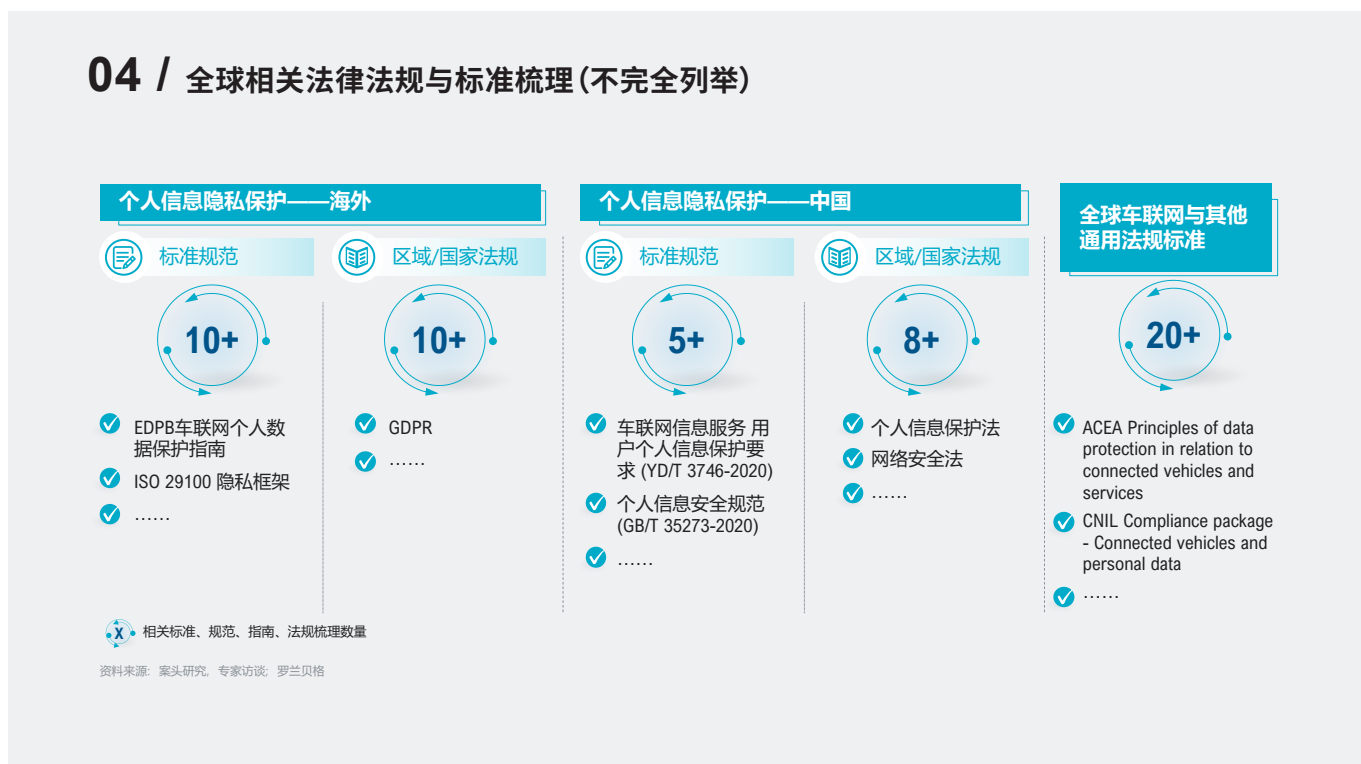 04 / 全球相关法律法规与标准梳理(不完全列举)
个人信息隐私保护——海外
标准规范
10+
EDPB车联网个人数
据保护指南
ISO 29100 隐私框架
……
区域/国家法规
10+
GDPR
……
个人信息隐私保护——中国
标准规范
5+
车联网信息服务 用
户个人信息保护要
求 (YD/T 3746-2020)
个人信息安全规范
(GB/T 35273-2020)
……
区域/国家法规
8+
个人信息保护法
网络安全法
……
全球车联网与其他
通用法规标准
20+
ACEA Principles of data
protection in relation to
connected vehicles and
services
CNIL Compliance package
- Connected vehicles and
personal data
……
X 相关标准、规范、指南、法规梳理数量
资料来源: 案头研究, 专家访谈; 罗兰贝格